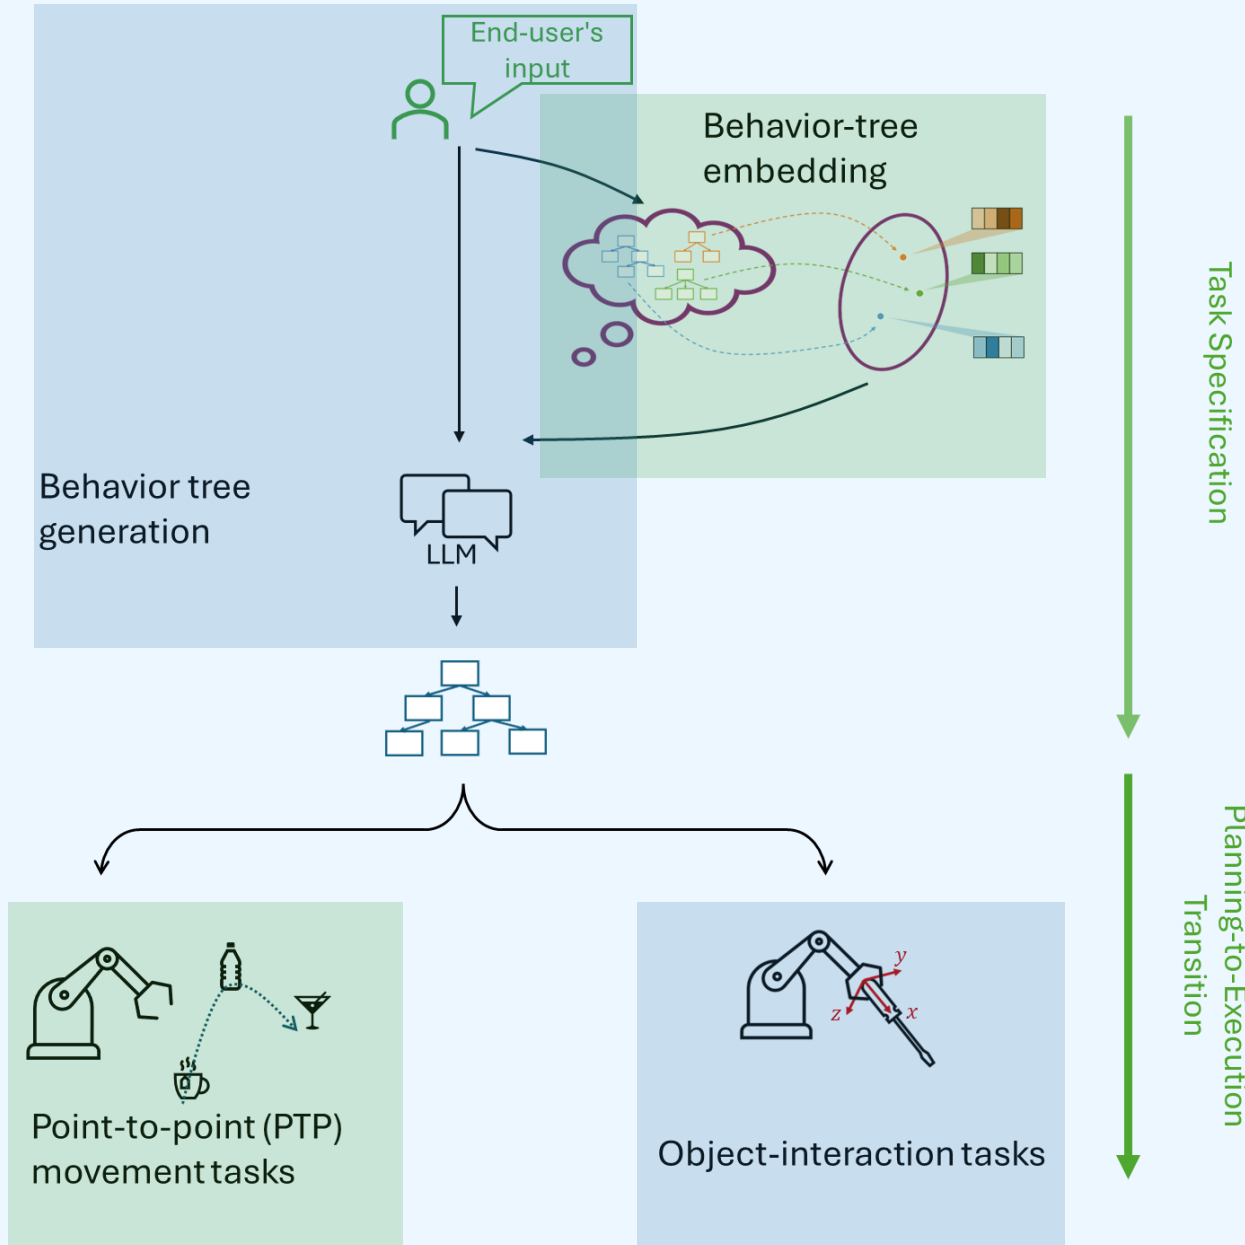 End-user's
input
Behavior-tree
embedding
Task Specification
Behavior tree
generation
LLM
Planning-to-Execution
Transition
y
z
x
Point-to-point (PTP)
movement tasks
Object-interaction tasks